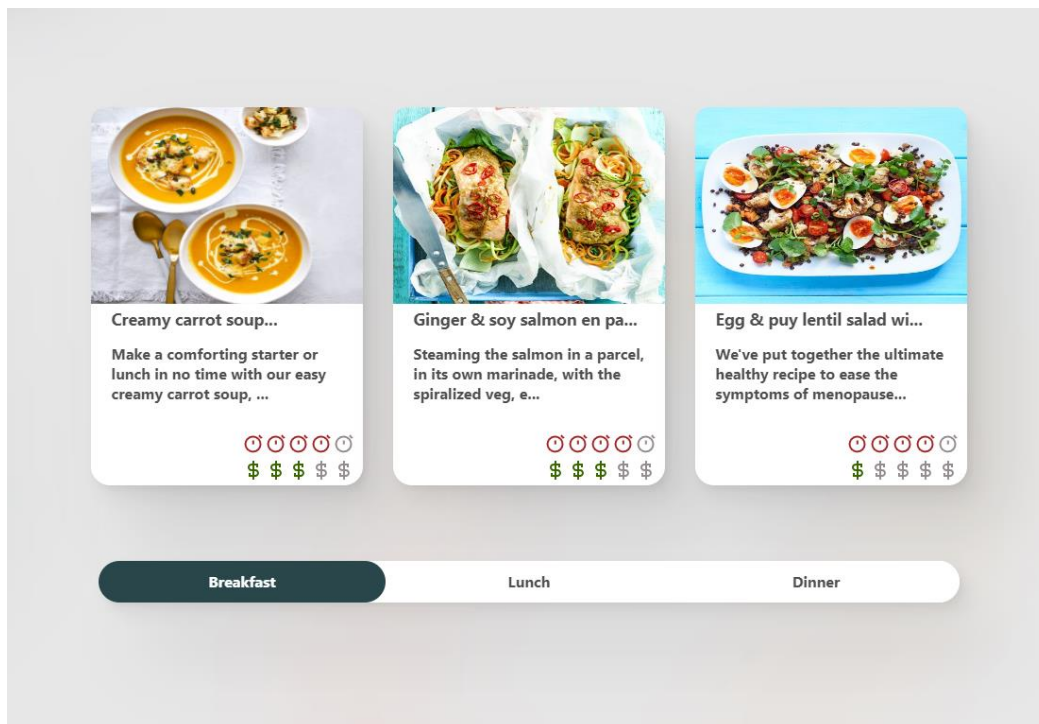 Creamy carrot soup...
Make a comforting starter or
lunch in no time with our easy
creamy carrot soup, ...
$ $ $ $ $
Ginger & soy salmon en pa...
Steaming the salmon in a parcel,
in its own marinade, with the
spiralized veg, e...
$ $ $ $ $
Egg & puy lentil salad wi...
We've put together the ultimate
healthy recipe to ease the
symptoms of menopause...
$ $ $ $ $
Breakfast
Lunch
Dinner